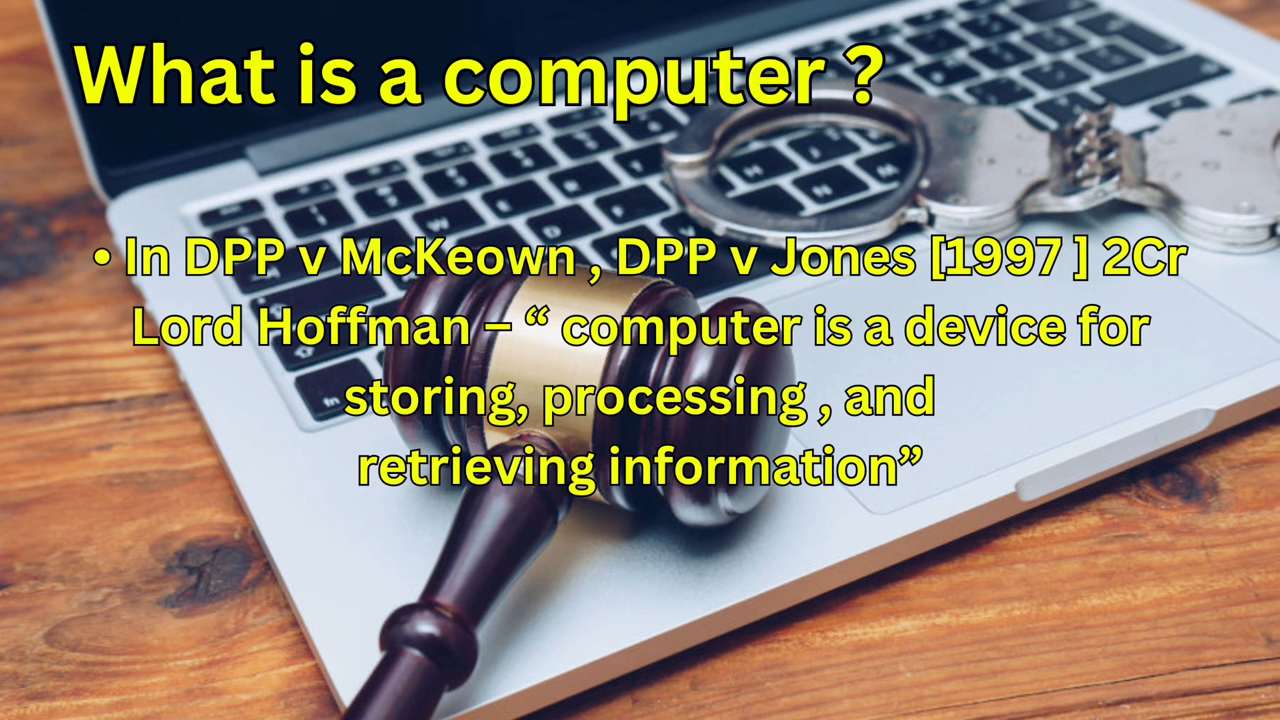 What is a computer ?
• In DPP v McKeown , DPP v Jones [1997 ] 2Cr
Lord Hoffman – “ computer is a device for
storing, processing , and
retrieving information”